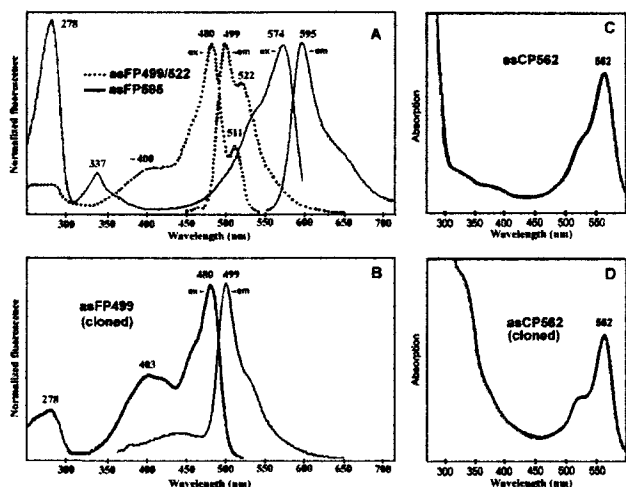 A
278
480
499
574
595
ex
em
ex
em
asFP499/522
asFP595
522
511
337
~400
Normalized fluorescence
300 350 400 450 500 550 600 650 700
Wavelength (nm)
B
480
499
ex
em
asFP499
(cloned)
403
278
Normalized fluorescence
300 350 400 450 500 550 600 650 700
Wavelength (nm)
C
asCP562
562
Absorption
300 350 400 450 500 550
Wavelength (nm)
D
asCP562
(cloned)
562
Absorption
300 350 400 450 500 550
Wavelength (nm)